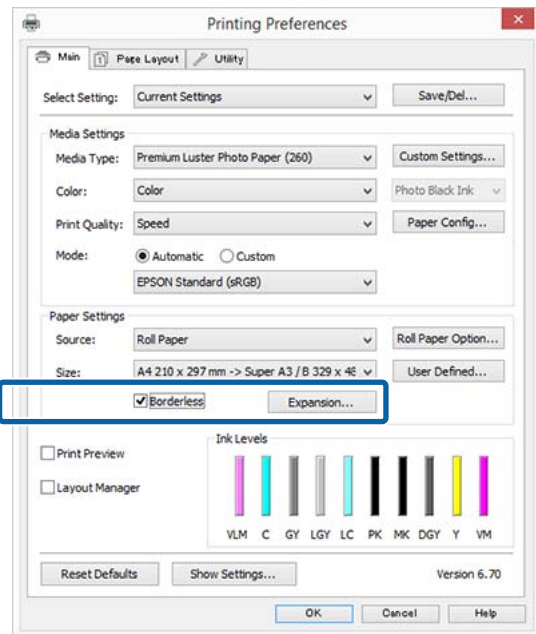 Printing Preferences
Main Page Layout Utility
Select Setting: Current Settings Save/Del...
Media Settings
Media Type: Premium Luster Photo Paper (260) Custom Settings...
Color: Color Photo Black Ink
Print Quality: Speed Paper Config...
Mode: Automatic Custom
EPSON Standard (sRGB)
Paper Settings
Source: Roll Paper Roll Paper Option...
Size: A4 210 x 297 mm -> Super A3 / B 329 x 48 User Defined...
Borderless Expansion...
Ink Levels
Print Preview
Layout Manager
VLM C GY LGY LC PK MK DGY Y VM
Reset Defaults Show Settings... Version 6.70
OK Cancel Help